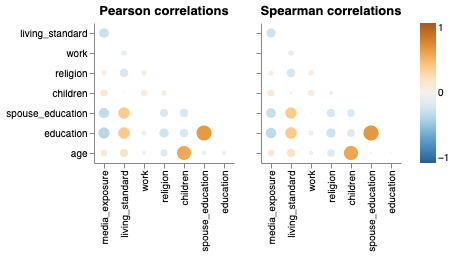 Pearson correlations
Spearman correlations
living_standard
work
religion
children
spouse_education
education
age
media_exposure
living_standard
work
religion
children
spouse_education
education
media_exposure
living_standard
work
religion
children
spouse_education
education
1
0
−1